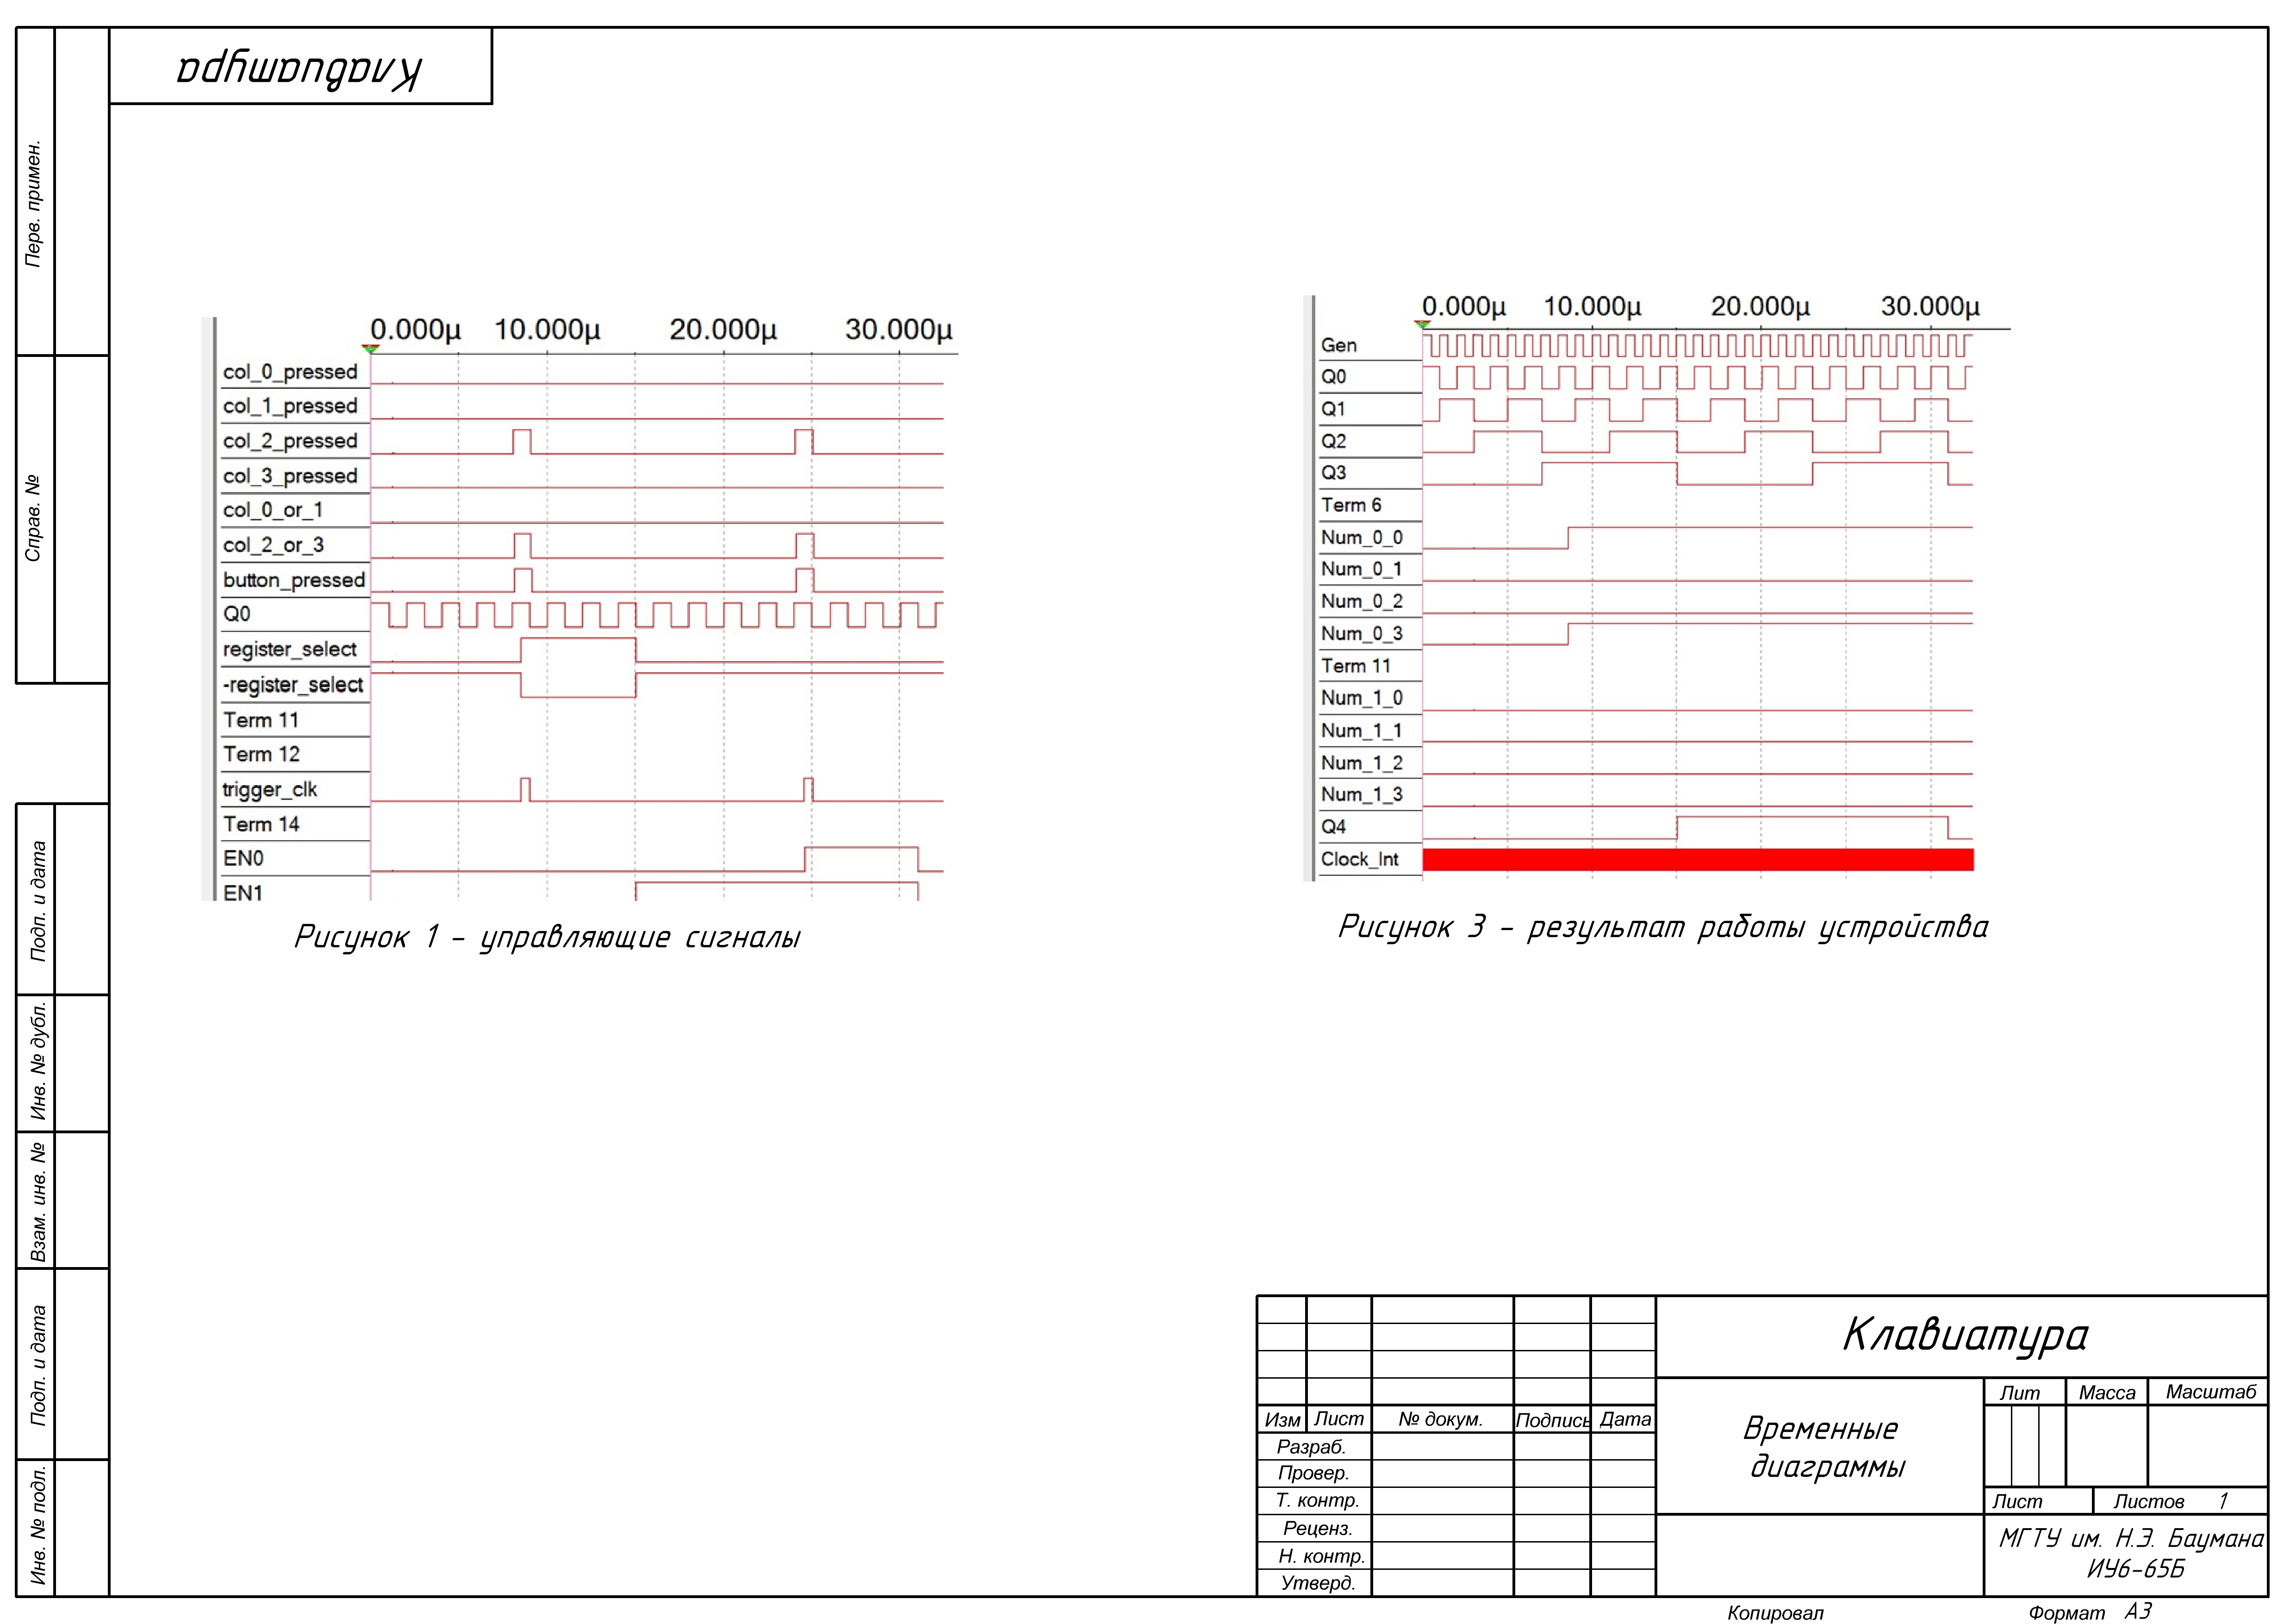 Клавиатура
Перв. примен.
Справ. №
Подп. и дата
Инв. № дубл.
Взам. инв. №
Подп. и дата
Инв. № подл.
0.000µ 10.000µ 20.000µ 30.000µ
col_0_pressed
col_1_pressed
col_2_pressed
col_3_pressed
col_0_or_1
col_2_or_3
button_pressed
Q0
register_select
-register_select
Term 11
Term 12
trigger_clk
Term 14
EN0
EN1
Рисунок 1 - управляющие сигналы
0.000µ 10.000µ 20.000µ 30.000µ
Gen
Q0
Q1
Q2
Q3
Term 6
Num_0_0
Num_0_1
Num_0_2
Num_0_3
Term 11
Num_1_0
Num_1_1
Num_1_2
Num_1_3
Q4
Clock_Int
Рисунок 3 - результат работы устройства
Клавиатура
Изм Лист № докум. Подпись Дата
Разраб.
Провер.
Т. контр.
Реценз.
Н. контр.
Утверд.
Временные
диаграммы
Лит Масса Масштаб
Лист Листов 1
МГТУ им. Н.Э. Баумана
ИУ6-65Б
Копировал Формат А3